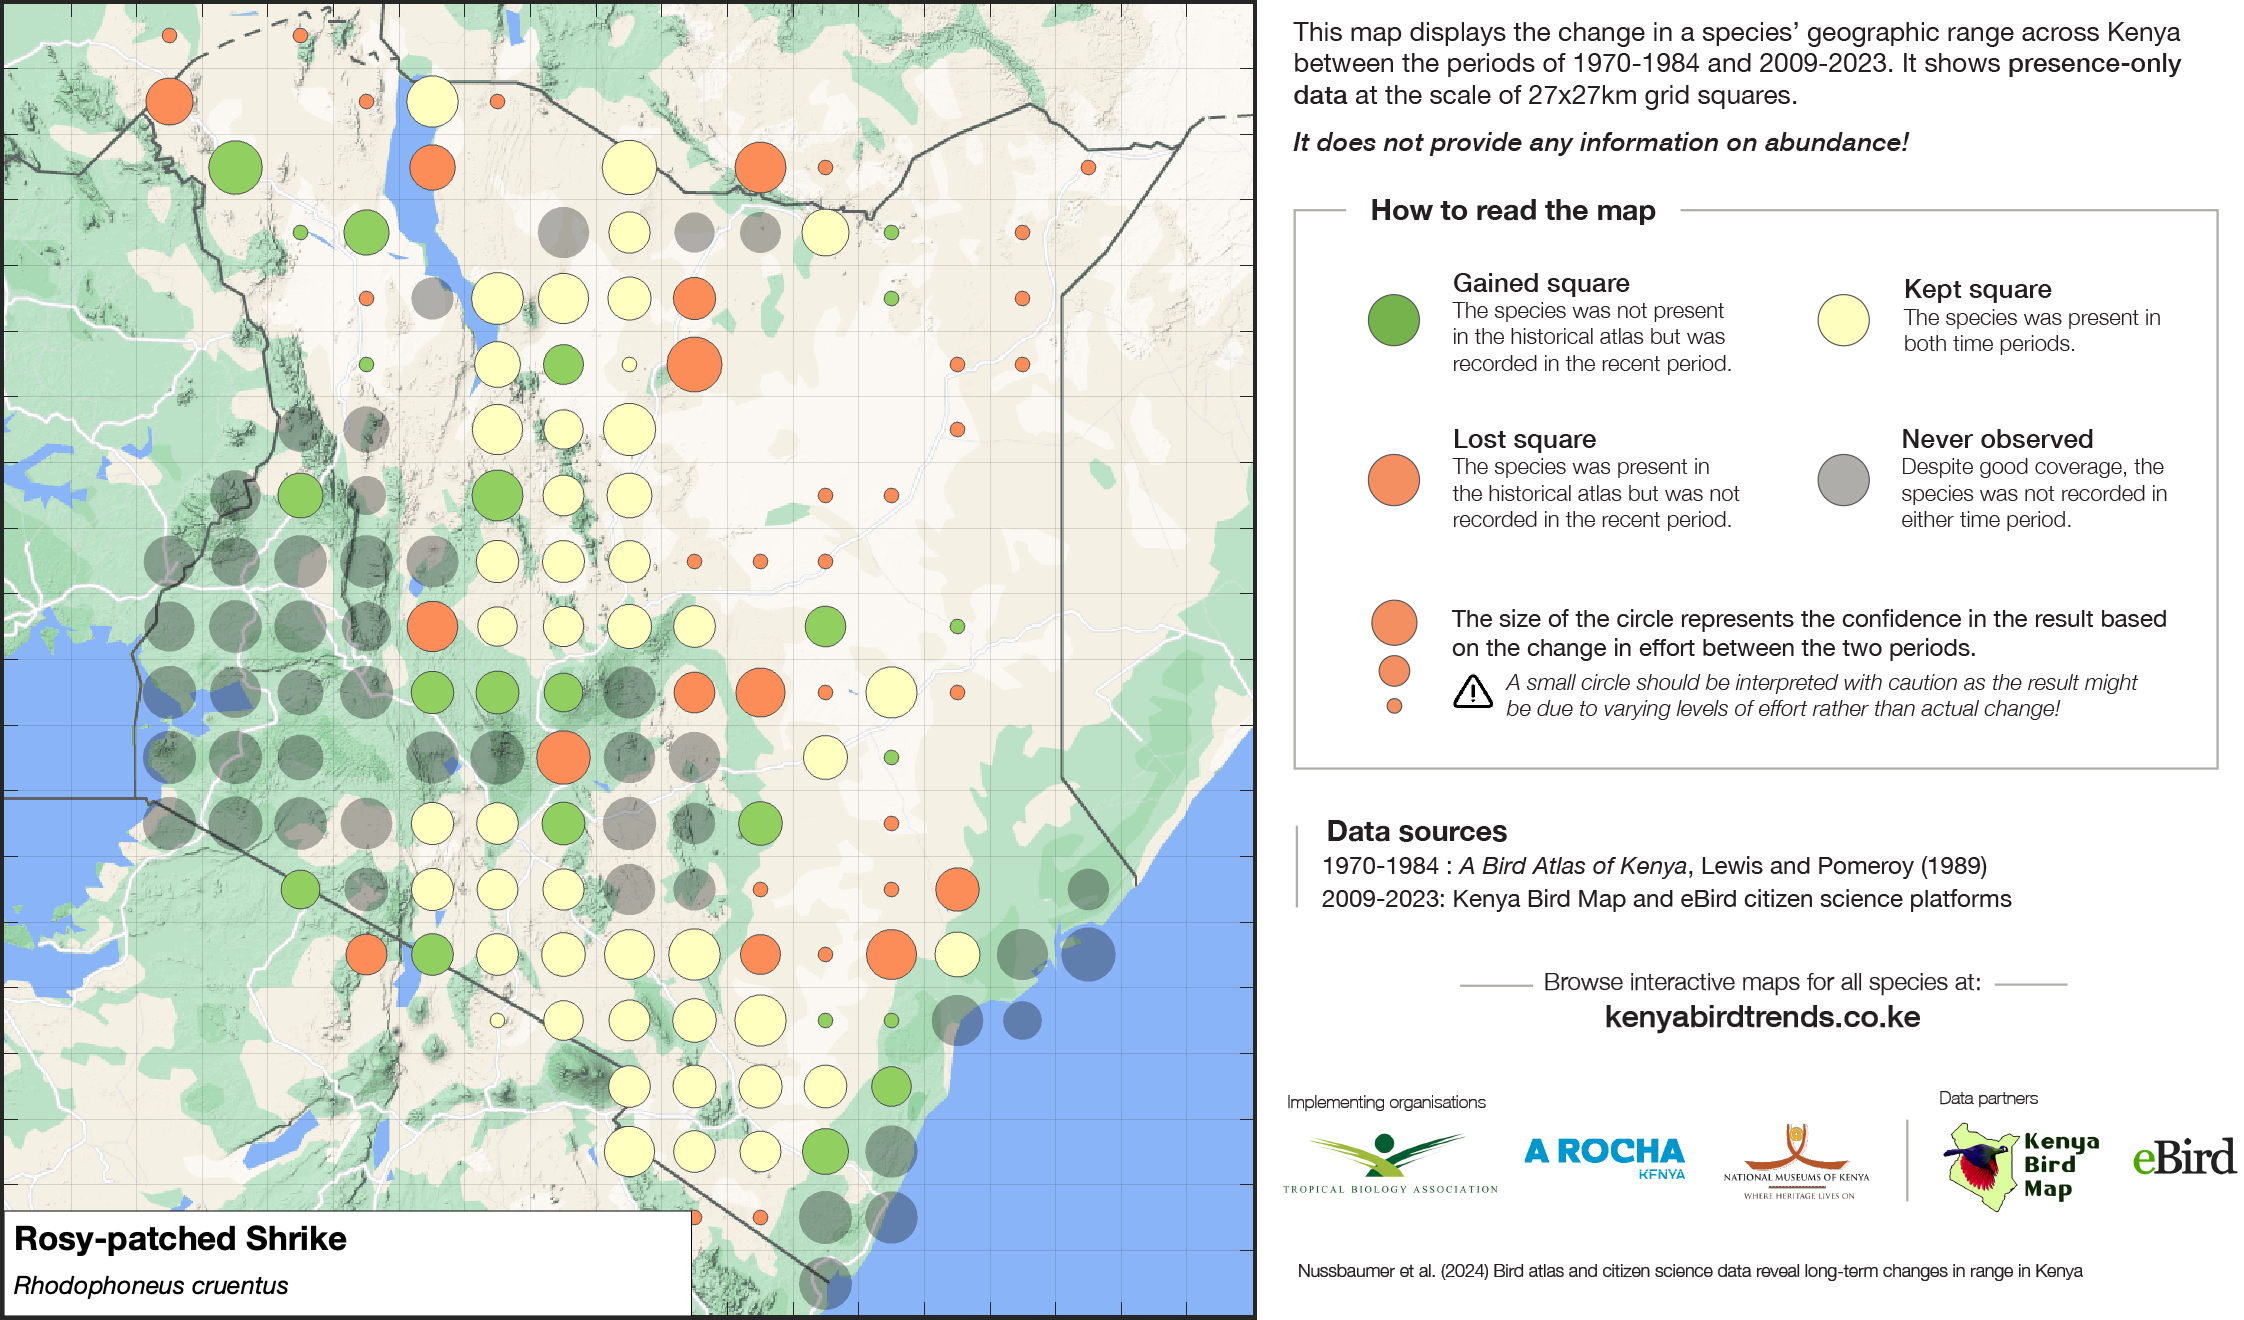 This map displays the change in a species’ geographic range across Kenya
between the periods of 1970-1984 and 2009-2023. It shows presence-only
data at the scale of 27x27km grid squares.
It does not provide any information on abundance!
How to read the map
Gained square
The species was not present
in the historical atlas but was
recorded in the recent period.
Kept square
The species was present in
both time periods.
Lost square
The species was present in
the historical atlas but was not
recorded in the recent period.
Never observed
Despite good coverage, the
species was not recorded in
either time period.
The size of the circle represents the confidence in the result based
on the change in effort between the two periods.
A small circle should be interpreted with caution as the result might
be due to varying levels of effort rather than actual change!
Data sources
1970-1984 : A Bird Atlas of Kenya, Lewis and Pomeroy (1989)
2009-2023: Kenya Bird Map and eBird citizen science platforms
Browse interactive maps for all species at:
kenyabirdtrends.co.ke
Implementing organisations
Data partners
TROPICAL BIOLOGY ASSOCIATION
A ROCHA
KENYA
NATIONAL MUSEUMS OF KENYA
WHERE HERITAGE LIVES ON
Kenya
Bird
Map
eBird
Rosy-patched Shrike
Rhodophoneus cruentus
Nussbaumer et al. (2024) Bird atlas and citizen science data reveal long-term changes in range in Kenya